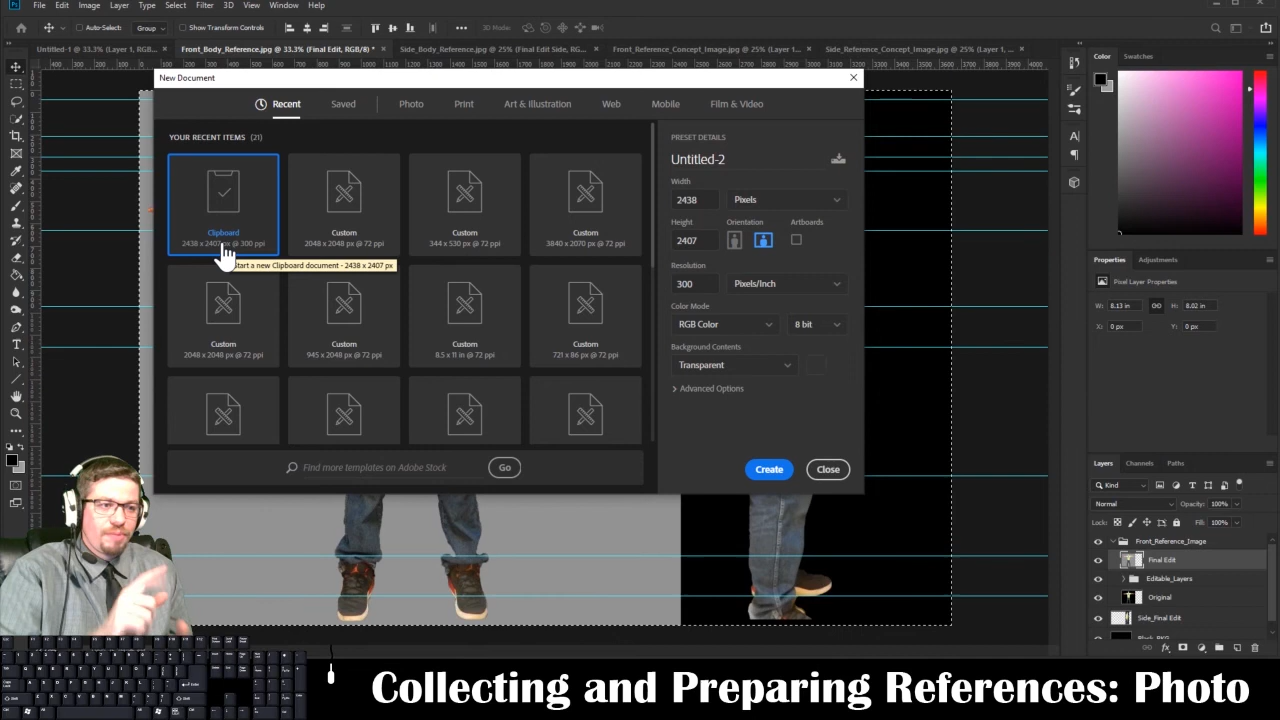 File Edit Image Layer Type Select Filter 3D View Window Help
Auto-Select: Group Show Transform Controls 3D Mode:
Untitled-1 @ 33.3% (Layer 1, RGB... × Front_Body_Reference.jpg @ 33.3% (Final Edit, RGB/8) * × Side_Body_Reference.jpg @ 25% (Final Edit Side, RG... × Front_Reference_Concept_Image.jpg @ 25% (Layer 1... × Side_Reference_Concept_Image.jpg @ 25% (Layer 1, ... ×
New Document
Recent Saved Photo Print Art & Illustration Web Mobile Film & Video
YOUR RECENT ITEMS (21)
Clipboard
2438 x 2407 px @ 300 ppi
Custom
2048 x 2048 px @ 72 ppi
Custom
344 x 530 px @ 72 ppi
Custom
3840 x 2070 px @ 72 ppi
Start a new Clipboard document - 2438 x 2407 px
Custom
2048 x 2048 px @ 72 ppi
Custom
945 x 2048 px @ 72 ppi
Custom
8.5 x 11 in @ 72 ppi
Custom
721 x 86 px @ 72 ppi
Find more templates on Adobe Stock Go
PRESET DETAILS
Untitled-2
Width
2438 Pixels
Height Orientation Artboards
2407
Resolution
300 Pixels/Inch
Color Mode
RGB Color 8 bit
Background Contents
Transparent
Advanced Options
Create Close
Color Swatches
Properties Adjustments
Pixel Layer Properties
W: 8.13 in H: 8.02 in
X: 0 px Y: 0 px
Layers Channels Paths
Kind
Normal Opacity: 100%
Lock: Fill: 100%
Front_Reference_Image
Final Edit
Editable_Layers
Original
Side_Final Edit
Black_BKG
Collecting and Preparing References: Photo